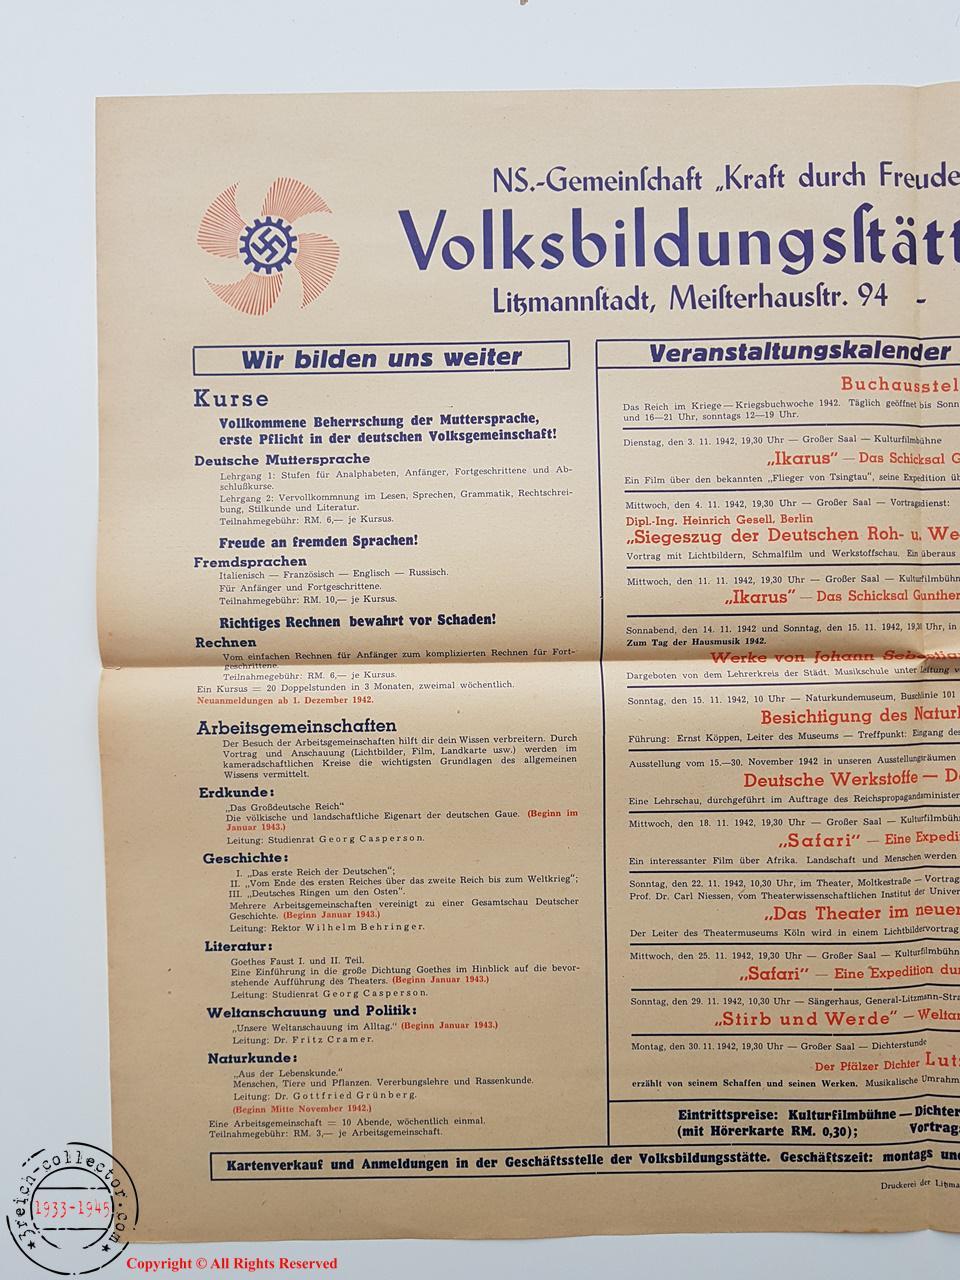 NS.-Gemeinſchaft „Kraft durch Freude
Volksbildungsſtätt
Litzmannſtadt, Meiſterhausſtr. 94 -
Wir bilden uns weiter
Kurse
Vollkommene Beherrschung der Muttersprache,
erste Pflicht in der deutschen Volksgemeinschaft!
Deutsche Muttersprache
Lehrgang 1: Stufen für Analphabeten, Anfänger, Fortgeschrittene und Ab-
schlußkurse.
Lehrgang 2: Vervollkommnung im Lesen, Sprechen, Grammatik, Rechtschrei-
bung, Stilkunde und Literatur.
Teilnahmegebühr: RM. 6,— je Kursus.
Freude an fremden Sprachen!
Fremdsprachen
Italienisch — Französisch — Englisch — Russisch.
Für Anfänger und Fortgeschrittene.
Teilnahmegebühr: RM. 10,— je Kursus.
Richtiges Rechnen bewahrt vor Schaden!
Rechnen
Vom einfachen Rechnen für Anfänger zum komplizierten Rechnen für Fort-
geschrittene.
Teilnahmegebühr: RM. 6,— je Kursus.
Ein Kursus = 20 Doppelstunden in 3 Monaten, zweimal wöchentlich.
Neuanmeldungen ab 1. Dezember 1942.
Arbeitsgemeinschaften
Der Besuch der Arbeitsgemeinschaften hilft dir dein Wissen verbreitern. Durch
Vortrag und Anschauung (Lichtbilder, Film, Landkarte usw.) werden im
kameradschaftlichen Kreise die wichtigsten Grundlagen des allgemeinen
Wissens vermittelt.
Erdkunde:
„Das Großdeutsche Reich"
Die völkische und landschaftliche Eigenart der deutschen Gaue. (Beginn im
Januar 1943.)
Leitung: Studienrat Georg Casperson.
Geschichte:
I. „Das erste Reich der Deutschen";
II. „Vom Ende des ersten Reiches über das zweite Reich bis zum Weltkrieg";
III. „Deutsches Ringen um den Osten".
Mehrere Arbeitsgemeinschaften vereinigt zu einer Gesamtschau Deutscher
Geschichte. (Beginn Januar 1943.)
Leitung: Rektor Wilhelm Behringer.
Literatur:
Goethes Faust I. und II. Teil.
Eine Einführung in die große Dichtung Goethes im Hinblick auf die bevor-
stehende Aufführung des Theaters. (Beginn Januar 1943.)
Leitung: Studienrat Georg Casperson.
Weltanschauung und Politik:
„Unsere Weltanschauung im Alltag." (Beginn Januar 1943.)
Leitung: Dr. Fritz Cramer.
Naturkunde:
„Aus der Lebenskunde."
Menschen, Tiere und Pflanzen. Vererbungslehre und Rassenkunde.
Leitung: Dr. Gottfried Grünberg.
(Beginn Mitte November 1942.)
Eine Arbeitsgemeinschaft = 10 Abende, wöchentlich einmal.
Teilnahmegebühr: RM. 3,— je Arbeitsgemeinschaft.
Veranstaltungskalender
Buchausstel
Das Reich im Kriege — Kriegsbuchwoche 1942. Täglich geöffnet bis Sonn
und 16—21 Uhr, sonntags 12—19 Uhr.
Dienstag, den 3. 11. 1942, 19,30 Uhr — Großer Saal — Kulturfilmbühne
„Ikarus" — Das Schicksal G
Ein Film über den bekannten „Flieger von Tsingtau", seine Expedition üb
Mittwoch, den 4. 11. 1942, 19,30 Uhr — Großer Saal — Vortragsdienst:
Dipl.-Ing. Heinrich Gesell, Berlin
„Siegeszug der Deutschen Roh- u. We
Vortrag mit Lichtbildern, Schmalfilm und Werkstoffschau. Ein überaus
Mittwoch, den 11. 11. 1942, 19,30 Uhr — Großer Saal — Kulturfilmbühn
„Ikarus" — Das Schicksal Gunther
Sonnabend, den 14. 11. 1942 und Sonntag, den 15. 11. 1942, 19,30 Uhr, in
Zum Tag der Hausmusik 1942.
Werke von Johann Sebastian
Dargeboten von dem Lehrerkreis der Städt. Musikschule unter Leitung v
Sonntag, den 15. 11. 1942, 10 Uhr — Naturkundemuseum, Buschlinie 101
Besichtigung des Naturl
Führung: Ernst Köppen, Leiter des Museums — Treffpunkt: Eingang des
Ausstellung vom 15.—30. November 1942 in unseren Ausstellungsräumen
Deutsche Werkstoffe — D
Eine Lehrschau, durchgeführt im Auftrage des Reichspropagandaminister
Mittwoch, den 18. 11. 1942, 19,30 Uhr — Großer Saal — Kulturfilmbüh
„Safari" — Eine Expedi
Ein interessanter Film über Afrika. Landschaft und Menschen werden
Sonntag, den 22. 11. 1942, 10,30 Uhr, im Theater, Moltkestraße — Vortrag
Prof. Dr. Carl Niessen, vom Theaterwissenschaftlichen Institut der Univer
„Das Theater im neuer
Der Leiter des Theatermuseums Köln wird in einem Lichtbildervortrag
Mittwoch, den 25. 11. 1942, 19,30 Uhr — Großer Saal — Kulturfilmbühn
„Safari" — Eine Expedition du
Sonntag, den 29. 11. 1942, 10,30 Uhr — Sängerhaus, General-Litzmann-Stra
„Stirb und Werde" — Weltan
Montag, den 30. 11. 1942, 19,30 Uhr — Großer Saal — Dichterstunde
Der Pfälzer Dichter Lut
erzählt von seinem Schaffen und seinen Werken. Musikalische Umrahm
Eintrittspreise: Kulturfilmbühne — Dichter
(mit Hörerkarte RM. 0,30); Vortrag
Kartenverkauf und Anmeldungen in der Geschäftsstelle der Volksbildungsstätte. Geschäftszeit: montags und
Druckerei der Litzma
3reich-collector.com
1933-1945
Copyright © All Rights Reserved